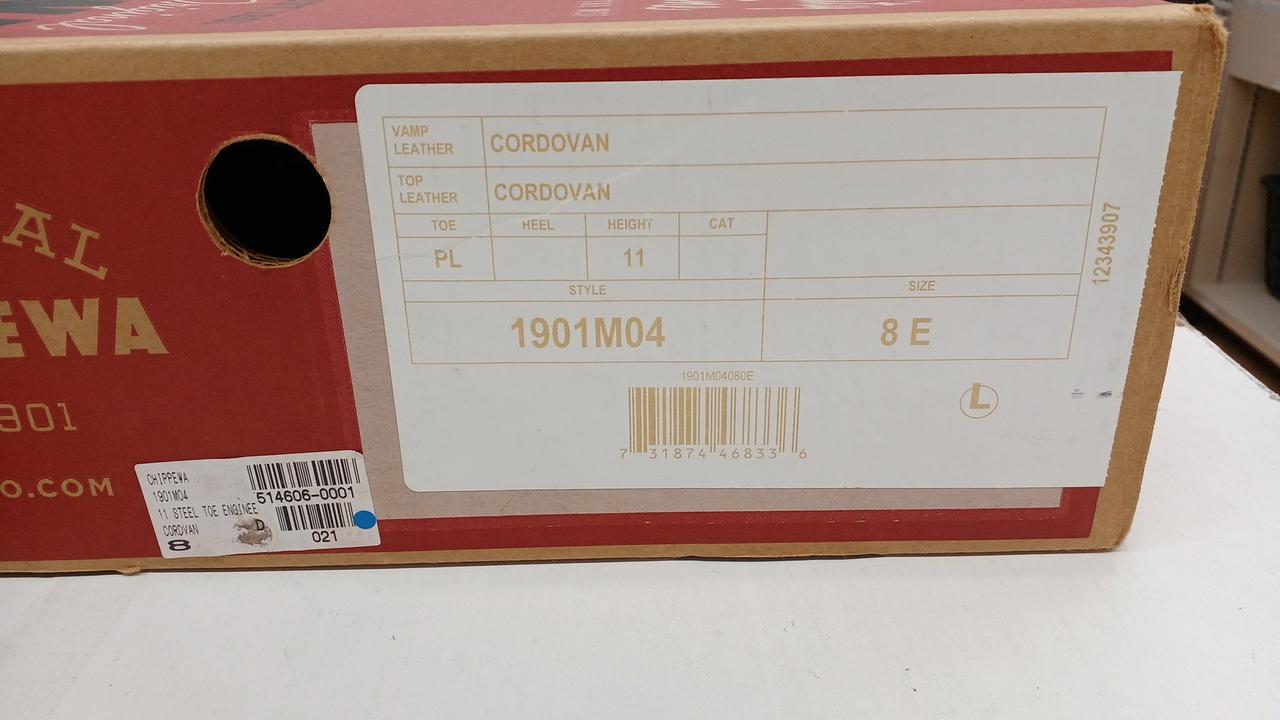 AL
EWA
901
O.COM
VAMP
LEATHER
CORDOVAN
TOP
LEATHER
CORDOVAN
TOE HEEL HEIGHT CAT
PL 11
STYLE SIZE
1901M04 8 E
12343907
1901M04080E
7 31874 46833 6
L
CHIPPEWA
1901M04
514606-0001
11 STEEL TOE ENGINEE
CORDVAN
D
8
021